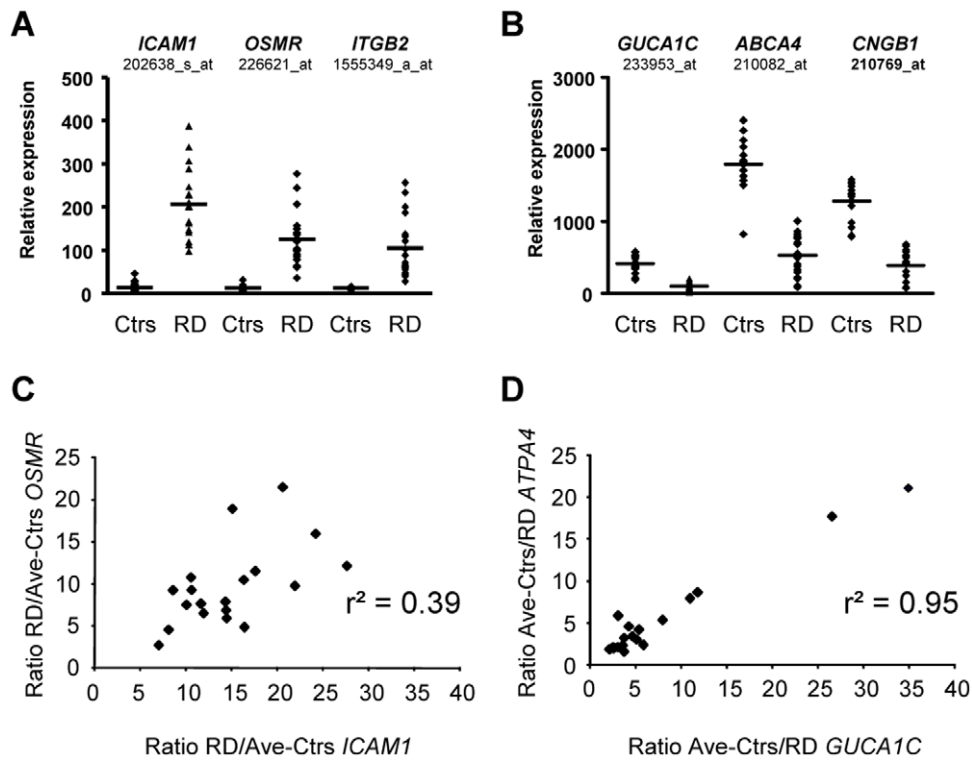 A
ICAM1 OSMR ITGB2
202638_s_at 226621_at 1555349_a_at
Relative expression
500
400
300
200
100
0
Ctrs RD Ctrs RD Ctrs RD
B
GUCA1C ABCA4 CNGB1
233953_at 210082_at 210769_at
Relative expression
3000
2000
1000
0
Ctrs RD Ctrs RD Ctrs RD
C
Ratio RD/Ave-Ctrs OSMR
25
20
15
10
5
0
r² = 0.39
0 5 10 15 20 25 30 35 40
Ratio RD/Ave-Ctrs ICAM1
D
Ratio Ave-Ctrs/RD ATPA4
25
20
15
10
5
0
r² = 0.95
0 5 10 15 20 25 30 35 40
Ratio Ave-Ctrs/RD GUCA1C